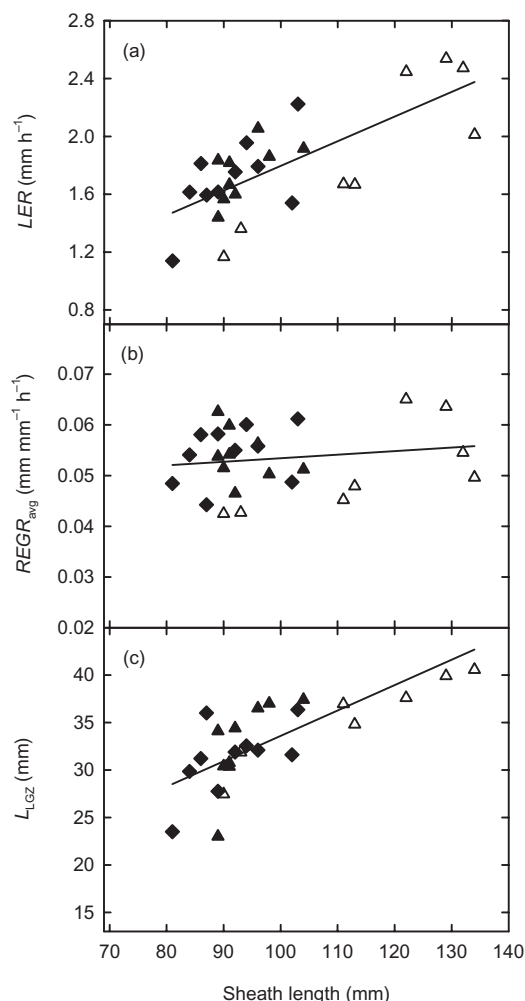 (a)
2.8
2.4
2.0
1.6
1.2
0.8
LER (mm h⁻¹)
(b)
0.07
0.06
0.05
0.04
0.03
0.02
REGRavg (mm mm⁻¹ h⁻¹)
(c)
40
35
30
25
20
15
LLGZ (mm)
70 80 90 100 110 120 130 140
Sheath length (mm)